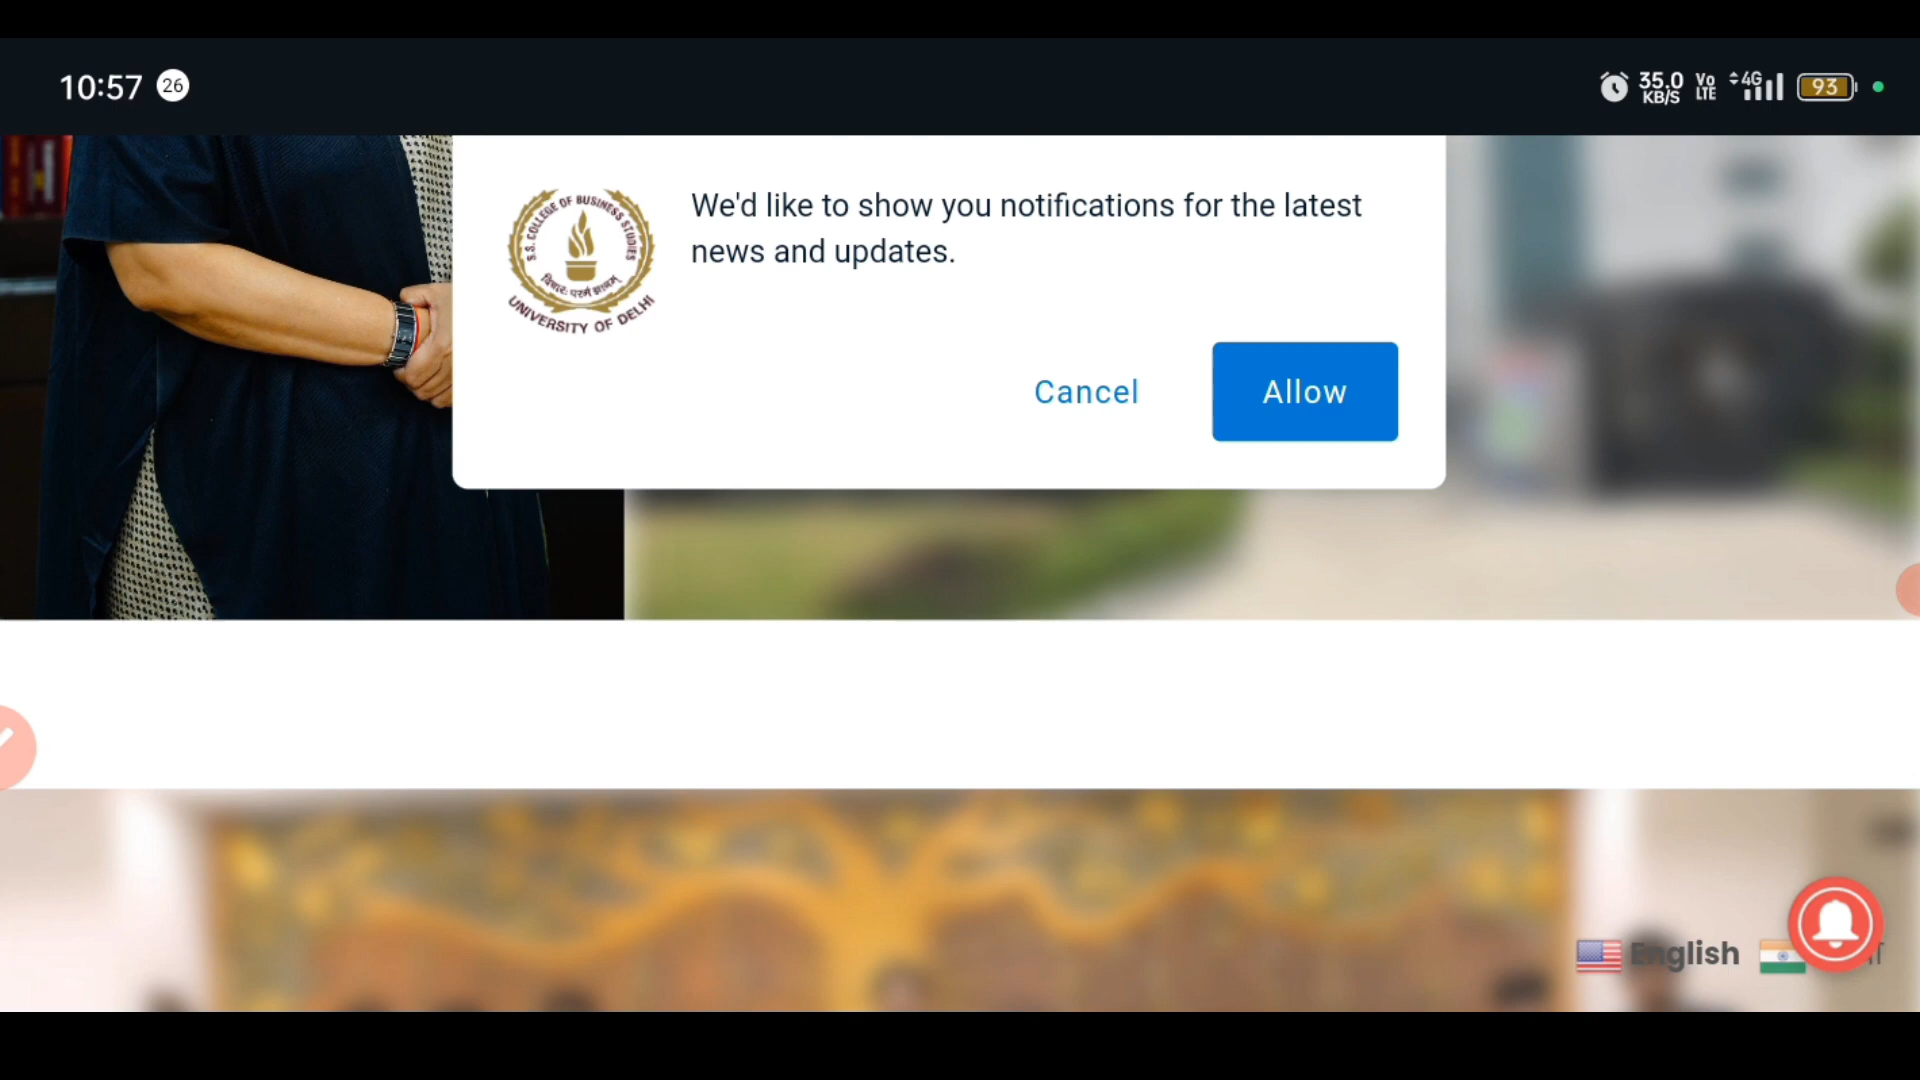 10:57 26
35.0 KB/S Vo LTE 4G 93
S.S. COLLEGE OF BUSINESS STUDIES
UNIVERSITY OF DELHI
We'd like to show you notifications for the latest
news and updates.
Cancel Allow
English